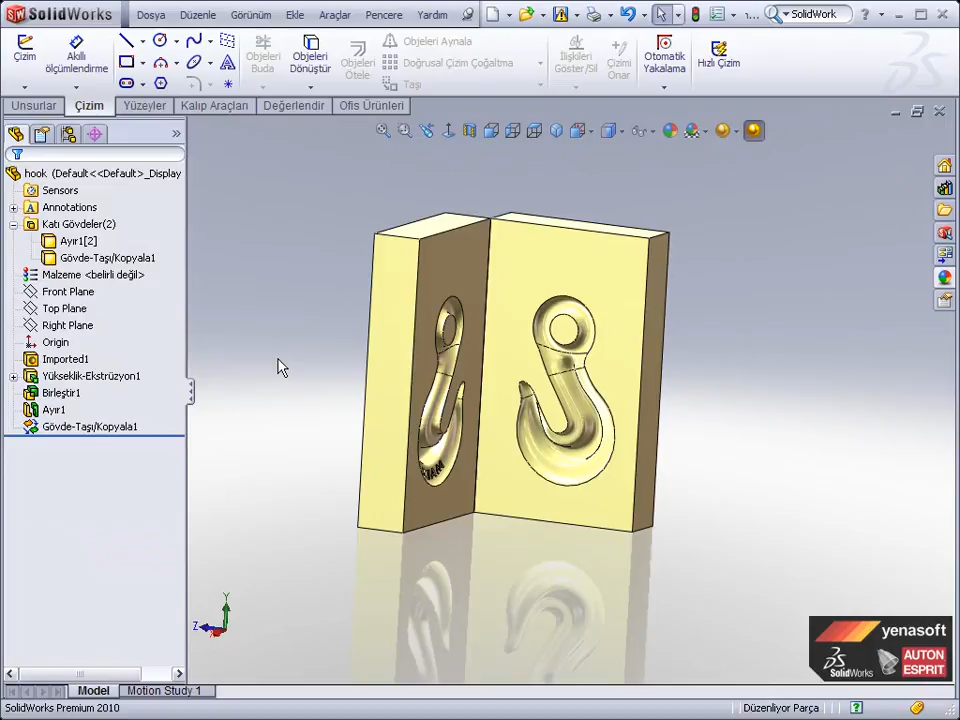 SolidWorks Dosya Düzenle Görünüm Ekle Araçlar Pencere Yardım ... SolidWork
Çizim
Akıllı ölçümlendirme
Objeleri Buda
Objeleri Dönüştür
Objeleri Ötele
Objeleri Aynala
Doğrusal Çizim Çoğaltma
Taşı
İlişkileri Göster/Sil
Çizimi Onar
Otomatik Yakalama
Hızlı Çizim
Unsurlar Çizim Yüzeyler Kalıp Araçları Değerlendir Ofis Ürünleri
hook (Default<<Default>_Display
Sensors
Annotations
Katı Gövdeler(2)
Ayır1[2]
Gövde-Taşı/Kopyala1
Malzeme <belirli değil>
Front Plane
Top Plane
Right Plane
Origin
Imported1
Yükseklik-Ekstrüzyon1
Birleştir1
Ayır1
Gövde-Taşı/Kopyala1
Y
Z
yenasoft
SolidWorks
AUTON
ESPRIT
Model Motion Study 1
SolidWorks Premium 2010 Düzenliyor Parça